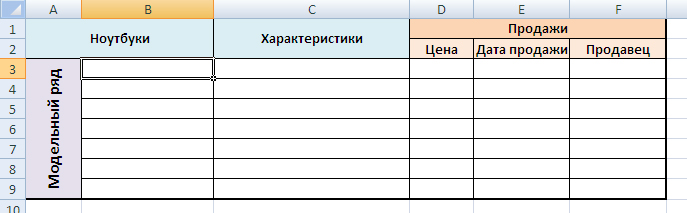 A B C D E F
1 Ноутбуки Характеристики Продажи
2 Цена Дата продажи Продавец
3 Модельный ряд
4
5
6
7
8
9
10